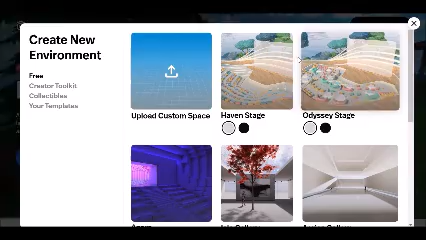 Create New
Environment
Free
Creator Toolkit
Collectibles
Your Templates
Upload Custom Space
Haven Stage
Odyssey Stage